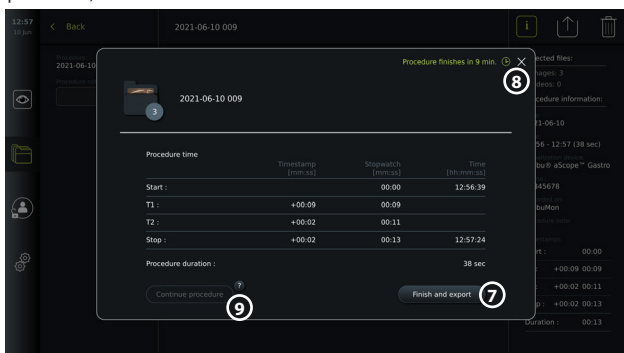 12:57
10 Jun
Back
2021-06-10 009
i
Procedure
2021-06-10
Procedure finishes in 9 min.
8
3
2021-06-10 009
Procedure time
Timestamp
[mm:ss]
Stopwatch
[mm:ss]
Time
[hh:mm:ss]
Start :
00:00
12:56:39
T1 :
+00:09
00:09
T2 :
+00:02
00:11
Stop :
+00:02
00:13
12:57:24
Procedure duration :
38 sec
Continue procedure
?
9
Finish and export
7
ected files:
ages: 3
deos: 0
cedure information:
21-06-10
56 - 12:57 (38 sec)
bu® aScope™ Gastro
345678
buMon
rt :
00:00
+00:09 00:09
+00:02 00:11
p :
+00:02 00:13
Duration :
00:13